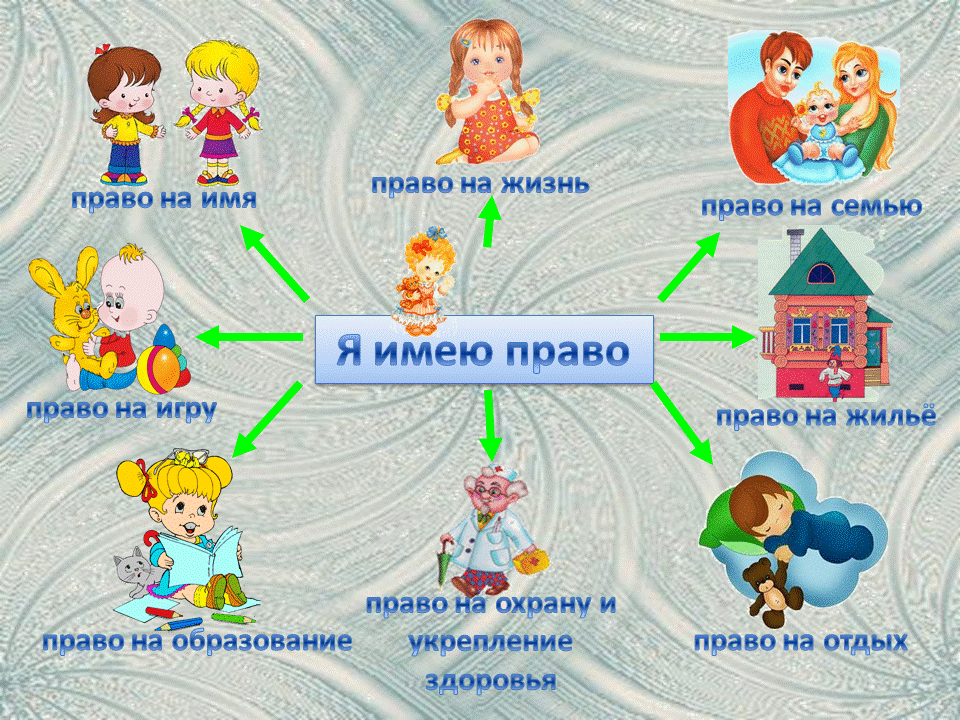 право на имя
право на жизнь
право на семью
Я имею право
право на игру
право на жильё
право на образование
право на охрану и
укрепление
здоровья
право на отдых